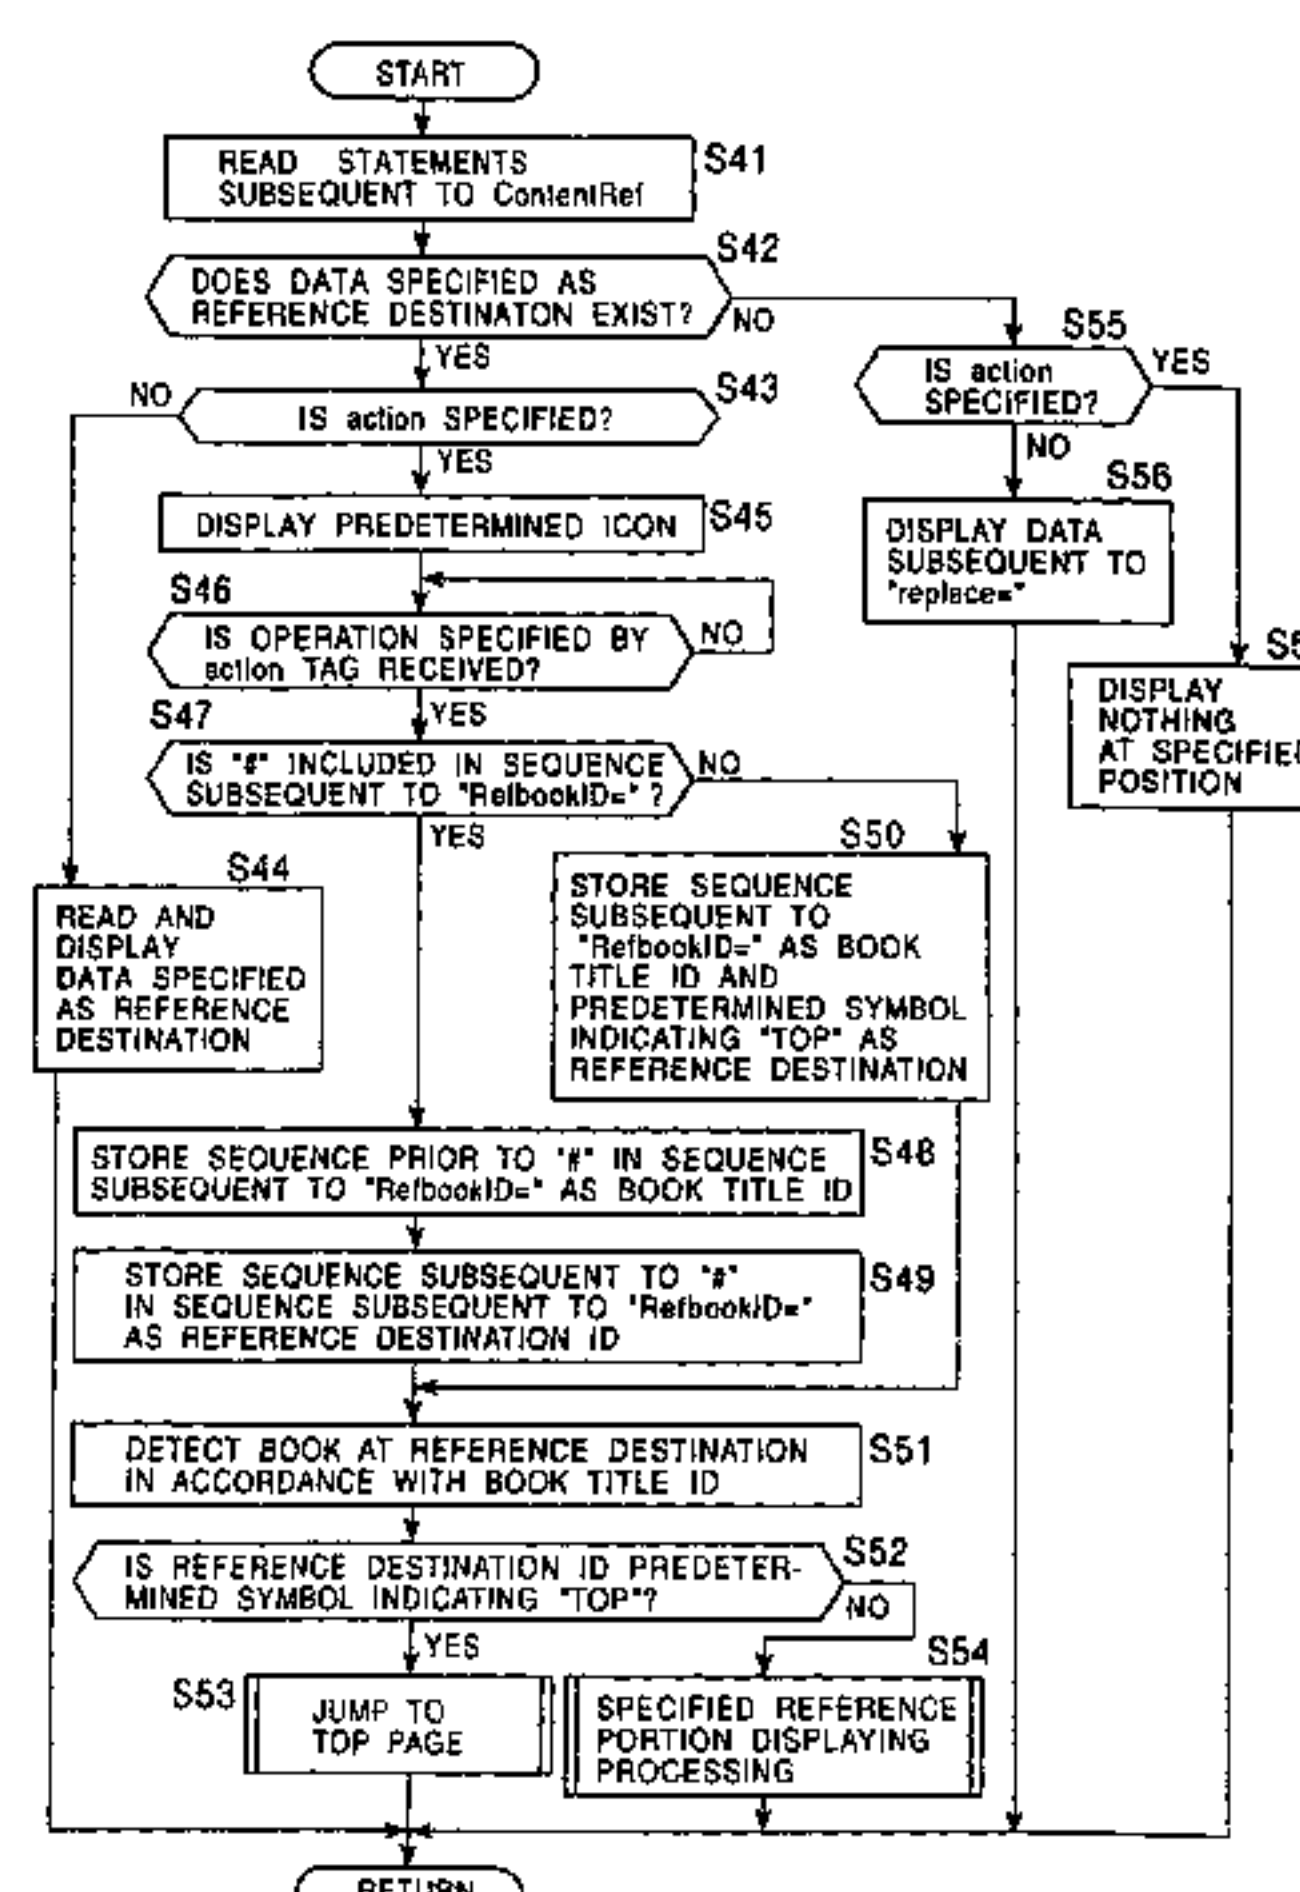 START
S41
READ STATEMENTS
SUBSEQUENT TO ContentRef
S42
DOES DATA SPECIFIED AS
REFERENCE DESTINATON EXIST?
NO
YES
S55
IS action
SPECIFIED?
YES
NO
S43
NO
IS action SPECIFIED?
YES
S56
DISPLAY DATA
SUBSEQUENT TO
"replace="
S45
DISPLAY PREDETERMINED ICON
S46
IS OPERATION SPECIFIED BY
action TAG RECEIVED?
NO
YES
DISPLAY
NOTHING
AT SPECIFIED
POSITION
S47
IS "#" INCLUDED IN SEQUENCE
SUBSEQUENT TO "RefbookID=" ?
NO
YES
S50
STORE SEQUENCE
SUBSEQUENT TO
"RefbookID=" AS BOOK
TITLE ID AND
PREDETERMINED SYMBOL
INDICATING "TOP" AS
REFERENCE DESTINATION
S44
READ AND
DISPLAY
DATA SPECIFIED
AS REFERENCE
DESTINATION
S48
STORE SEQUENCE PRIOR TO "#" IN SEQUENCE
SUBSEQUENT TO "RefbookID=" AS BOOK TITLE ID
S49
STORE SEQUENCE SUBSEQUENT TO "#"
IN SEQUENCE SUBSEQUENT TO "RefbookID="
AS REFERENCE DESTINATION ID
S51
DETECT BOOK AT REFERENCE DESTINATION
IN ACCORDANCE WITH BOOK TITLE ID
S52
IS REFERENCE DESTINATION ID PREDETER-
MINED SYMBOL INDICATING "TOP"?
NO
YES
S53
JUMP TO
TOP PAGE
S54
SPECIFIED REFERENCE
PORTION DISPLAYING
PROCESSING
RETURN